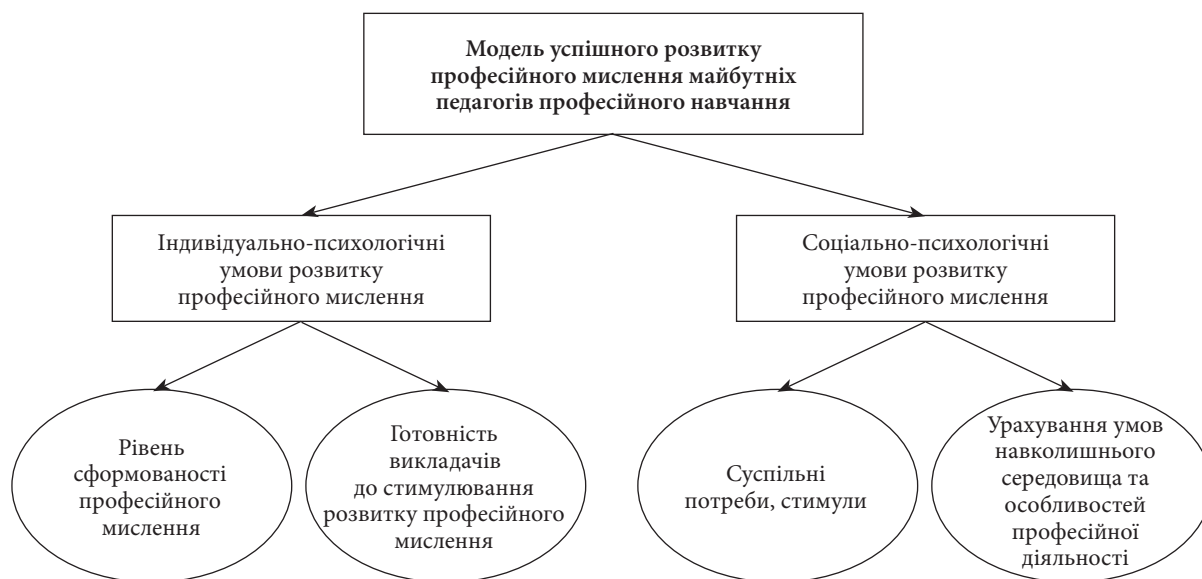 Модель успішного розвитку
професійного мислення майбутніх
педагогів професійного навчання
Індивідуально-психологічні
умови розвитку
професійного мислення
Соціально-психологічні
умови розвитку
професійного мислення
Рівень
сформованості
професійного
мислення
Готовність
викладачів
до стимулювання
розвитку професійного
мислення
Суспільні
потреби, стимули
Урахування умов
навколишнього
середовища та
особливостей
професійної
діяльності